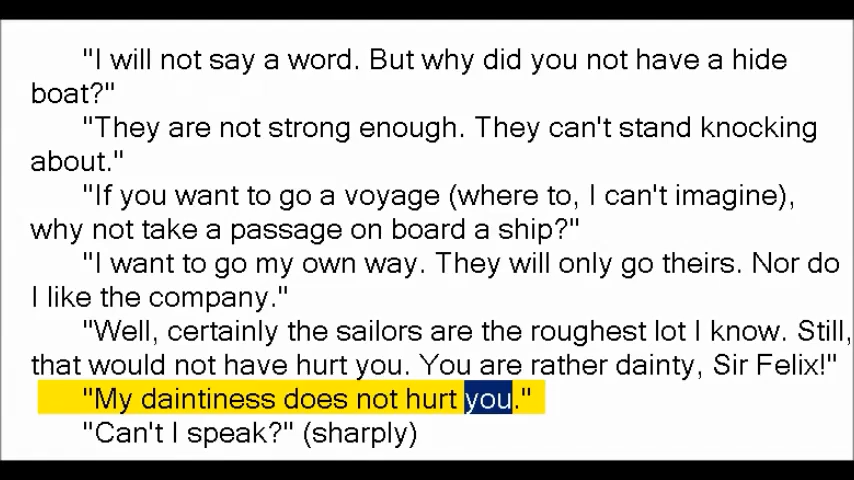 "I will not say a word. But why did you not have a hide
boat?"
"They are not strong enough. They can't stand knocking
about."
"If you want to go a voyage (where to, I can't imagine),
why not take a passage on board a ship?"
"I want to go my own way. They will only go theirs. Nor do
I like the company."
"Well, certainly the sailors are the roughest lot I know. Still,
that would not have hurt you. You are rather dainty, Sir Felix!"
"My daintiness does not hurt you."
"Can't I speak?" (sharply)